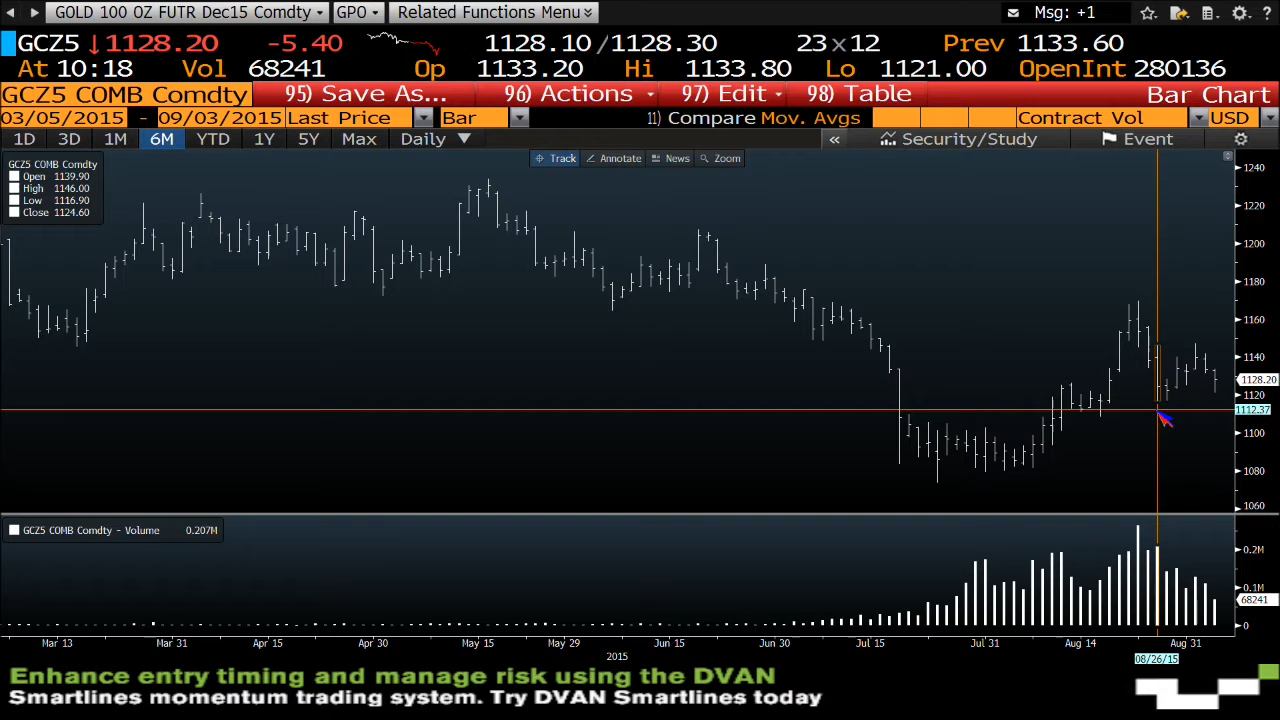 GOLD 100 OZ FUTR Dec15 Comdty GPO Related Functions Menu Msg: +1 ?
GCZ5 ↓1128.20 -5.40 1128.10/1128.30 23x12 Prev 1133.60
At 10:18 Vol 68241 Op 1133.20 Hi 1133.80 Lo 1121.00 OpenInt 280136
GCZ5 COMB Comdty 95) Save As... 96) Actions 97) Edit 98) Table Bar Chart
03/05/2015 - 09/03/2015 Last Price Bar 11) Compare Mov. Avgs Contract Vol USD
1D 3D 1M 6M YTD 1Y 5Y Max Daily « Security/Study Event
Track Annotate News Zoom
GCZ5 COMB Comdty
Open 1139.90
High 1146.00
Low 1116.90
Close 1124.60
1240
1220
1200
1180
1160
1140
1128.20
1120
1112.37
1100
1080
1060
GCZ5 COMB Comdty - Volume 0.207M
0.2M
0.1M
68241
0
Mar 13 Mar 31 Apr 15 Apr 30 May 15 May 29 Jun 15 Jun 30 Jul 15 Jul 31 Aug 14 Aug 31
2015 08/26/15
Enhance entry timing and manage risk using the DVAN
Smartlines momentum trading system. Try DVAN Smartlines today